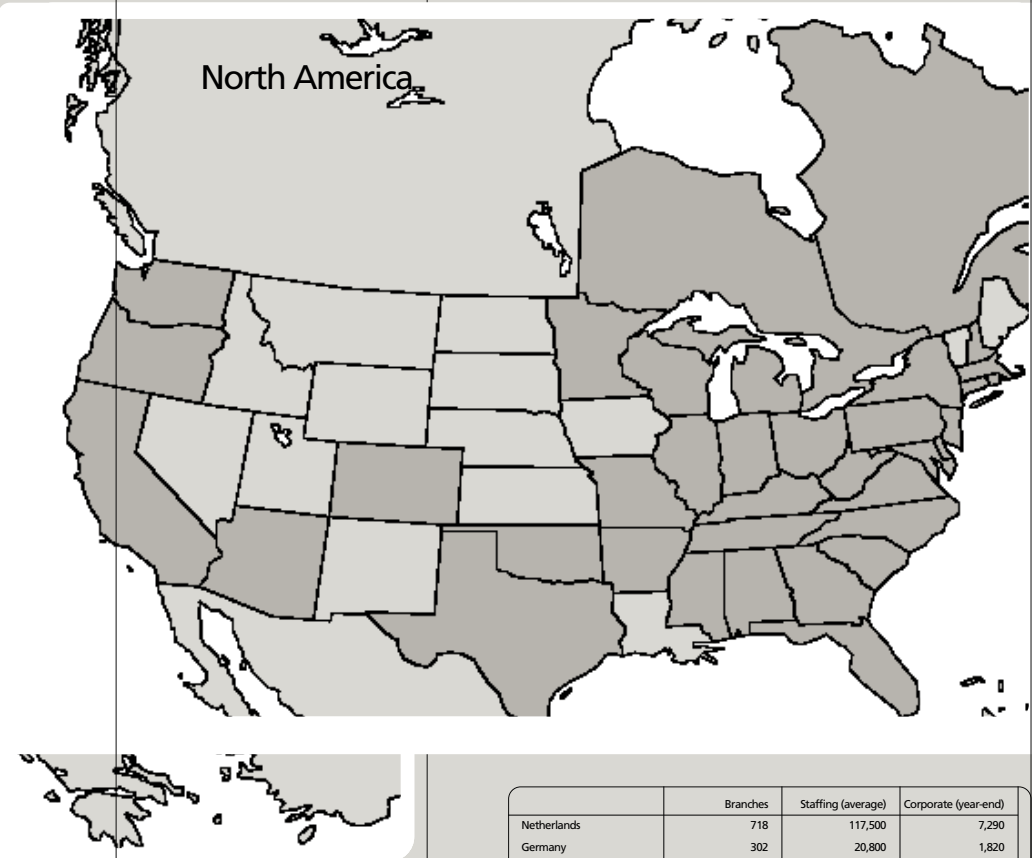 North America
Branches Staffing (average) Corporate (year-end)
Netherlands 718 117,500 7,290
Germany 302 20,800 1,820